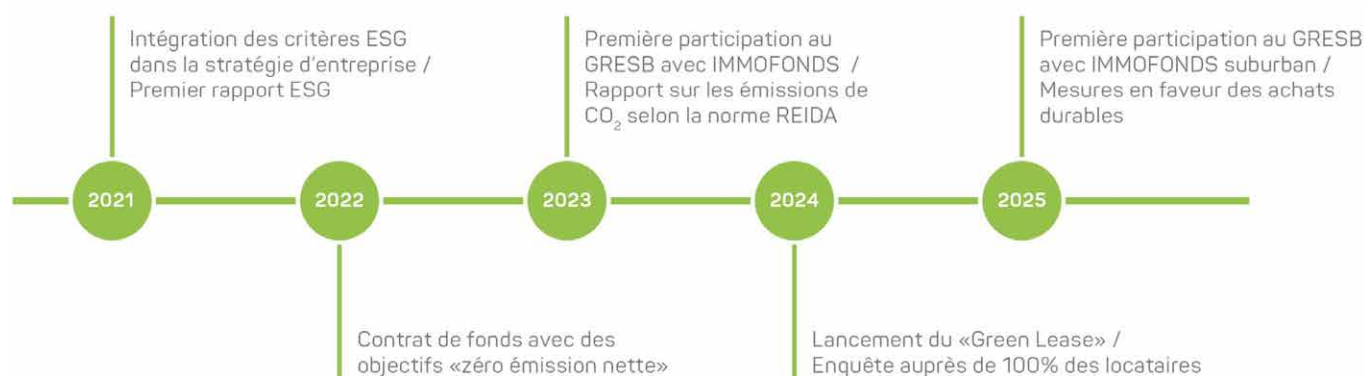 Intégration des critères ESG
dans la stratégie d'entreprise /
Premier rapport ESG
Première participation au
GRESB avec IMMOFONDS /
Rapport sur les émissions de
CO₂ selon la norme REIDA
Première participation au GRESB
avec IMMOFONDS suburban /
Mesures en faveur des achats
durables
2021
2022
2023
2024
2025
Contrat de fonds avec des
objectifs «zéro émission nette»
Lancement du «Green Lease» /
Enquête auprès de 100% des locataires